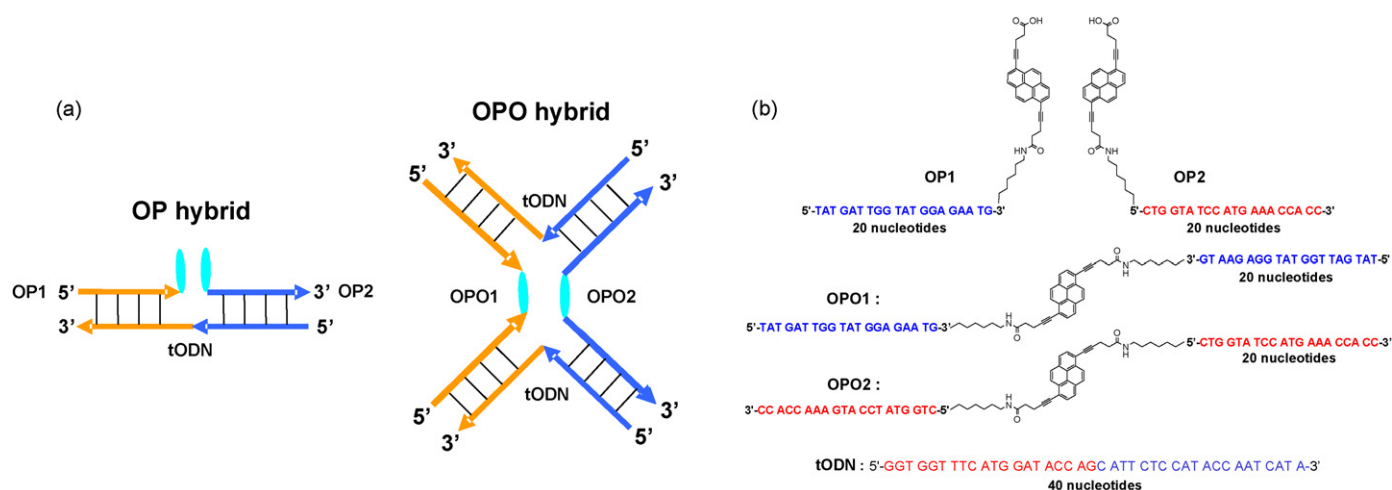 (a)
OP hybrid
OP1 5' 3' OP2
3' 5'
tODN
OPO hybrid
3' 5'
5' 3'
tODN
OPO1 OPO2
tODN
5' 3'
3' 5'
(b)
O OH O OH
O NH O NH
OP1 OP2
5'-TAT GAT TGG TAT GGA GAA TG-3' 5'-CTG GTA TCC ATG AAA CCA CC-3'
20 nucleotides 20 nucleotides
O N H 3'-GT AAG AGG TAT GGT TAG TAT-5'
20 nucleotides
OPO1 :
5'-TAT GAT TGG TAT GGA GAA TG-3' H N O
O N H 5'-CTG GTA TCC ATG AAA CCA CC-3'
20 nucleotides
OPO2 :
3'-CC ACC AAA GTA CCT ATG GTC-5' H N O
tODN : 5'-GGT GGT TTC ATG GAT ACC AGC ATT CTC CAT ACC AAT CAT A-3'
40 nucleotides